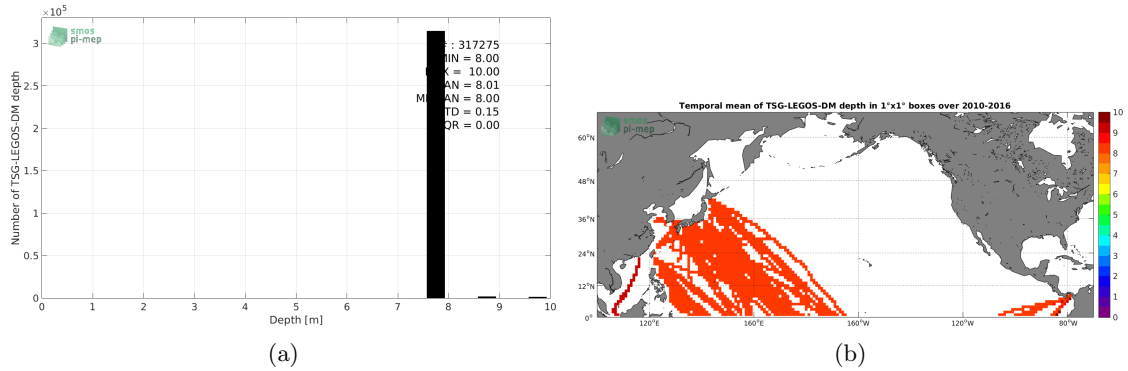 ×10⁵
smos
pi-mep
: 317275
MIN = 8.00
= 10.00
= 8.01
= 8.00
= 0.15
= 0.00
3
2.5
2
1.5
1
0.5
0
Number of TSG-LEGOS-DM depth
0 1 2 3 4 5 6 7 8 9 10
Depth [m]
(a)
Temporal mean of TSG-LEGOS-DM depth in 1°x1° boxes over 2010-2016
smos
pi-mep
60°N
48°N
36°N
24°N
12°N
0°
120°E 160°E 160°W 120°W 80°W
10
9
8
7
6
5
4
3
2
1
0
(b)